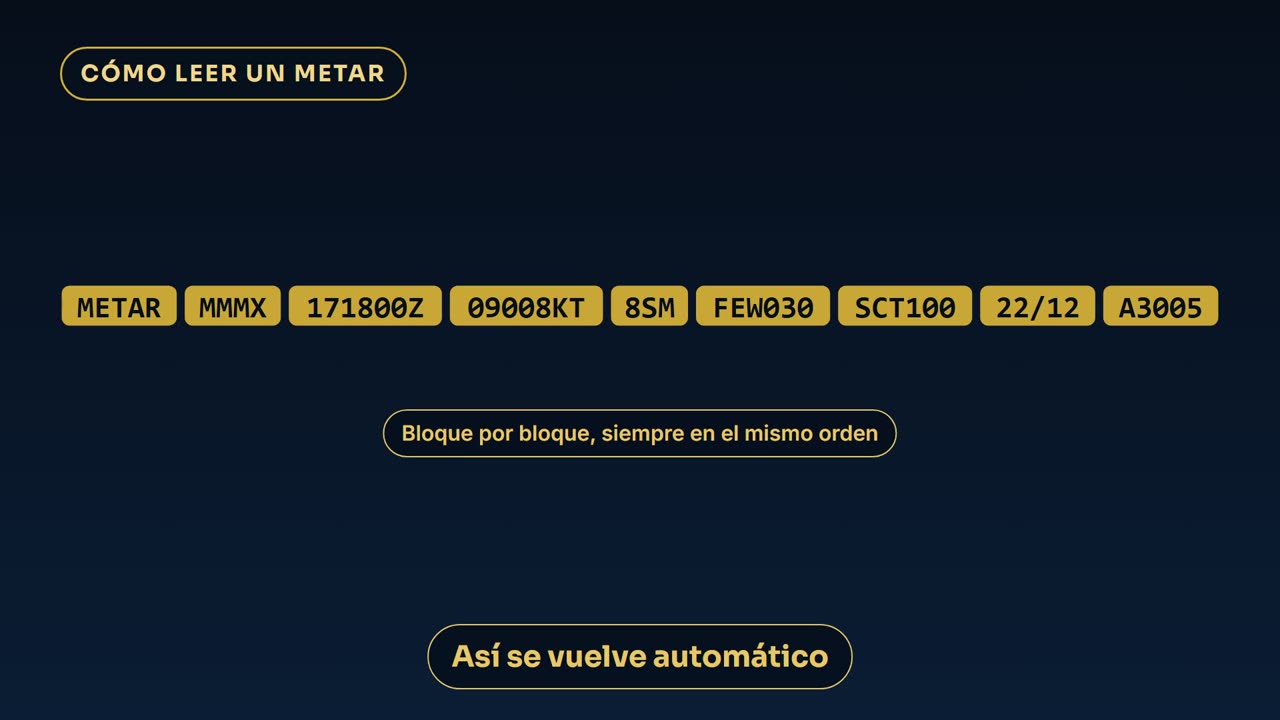 CÓMO LEER UN METAR
METAR MMMX 171800Z 09008KT 8SM FEW030 SCT100 22/12 A3005
Bloque por bloque, siempre en el mismo orden
Así se vuelve automático